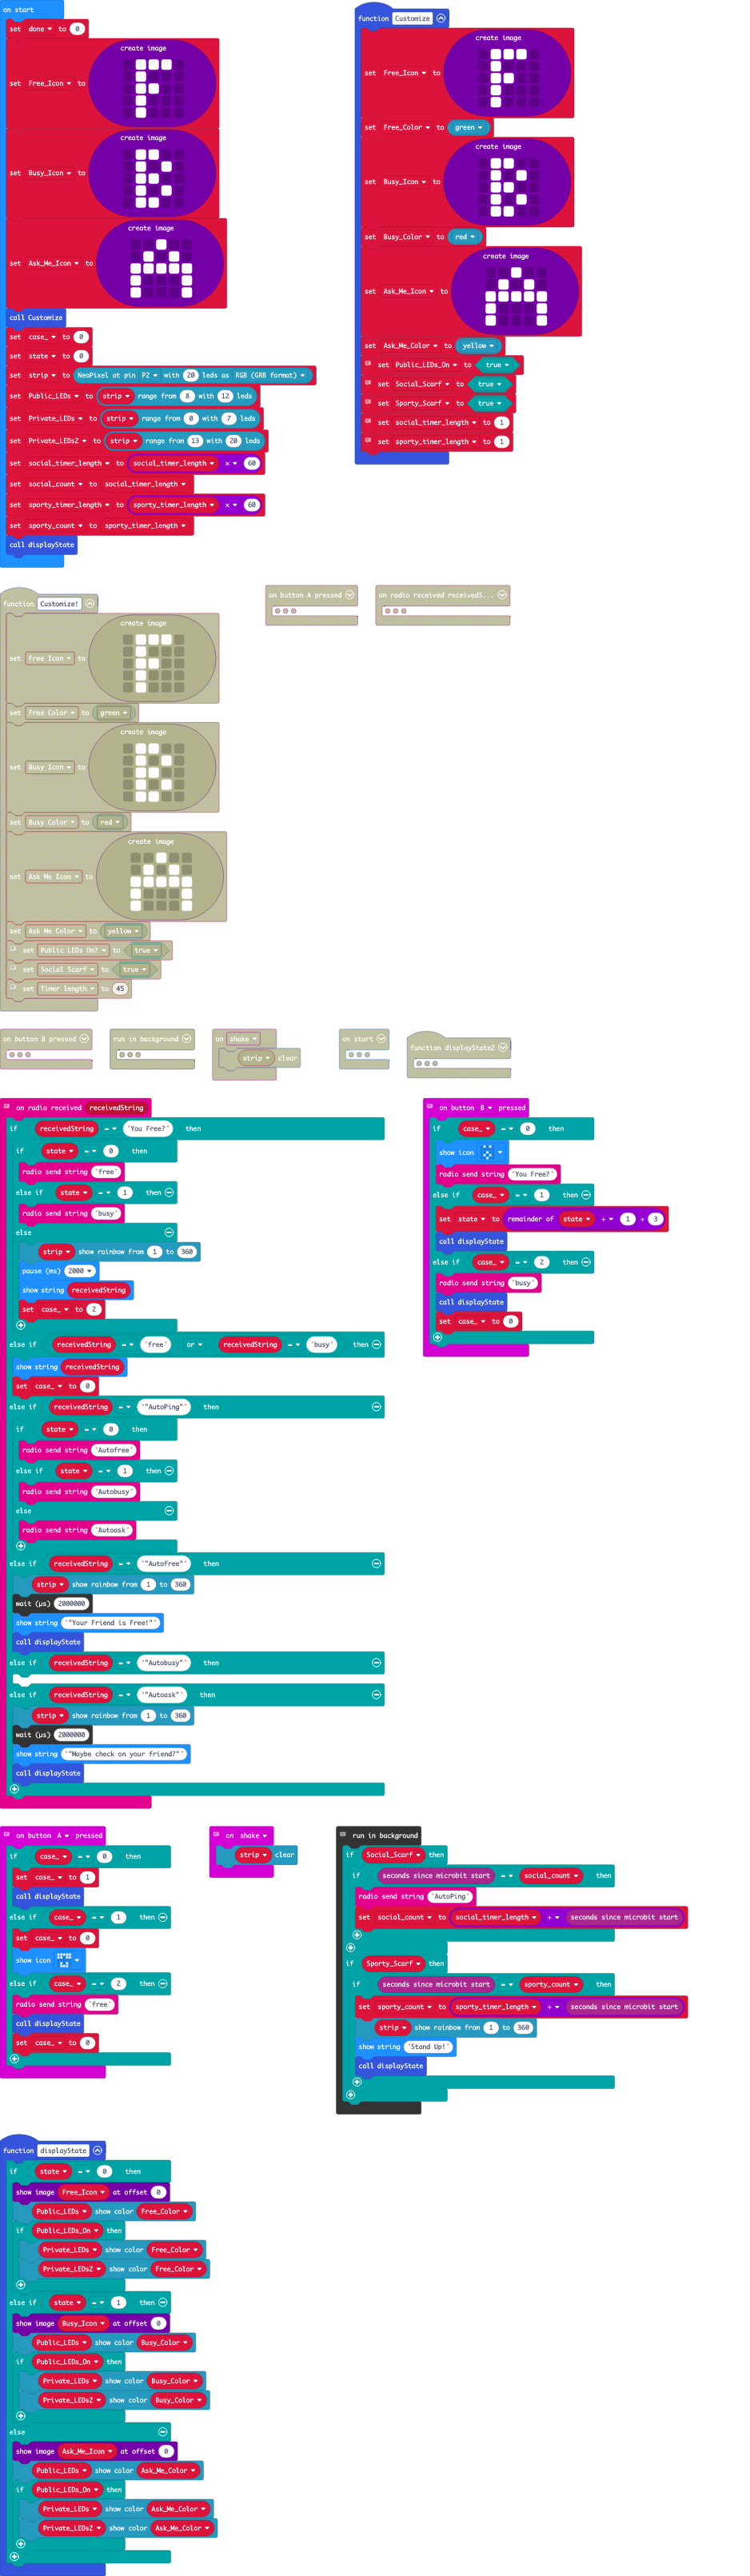 on start
set done to 0
create image
set Free_Icon to
create image
set Busy_Icon to
create image
set Ask_Me_Icon to
call Customize
set case_ to 0
set state to 0
set strip to NeoPixel at pin P2 with 20 leds as RGB (GRB format)
set Public_LEDs to strip range from 8 with 12 leds
set Private_LEDs to strip range from 0 with 7 leds
set Private_LEDs2 to strip range from 13 with 20 leds
set social_timer_length to social_timer_length × 60
set social_count to social_timer_length
set sporty_timer_length to sporty_timer_length × 60
set sporty_count to sporty_timer_length
call displayState
function Customize
create image
set Free_Icon to
set Free_Color to green
create image
set Busy_Icon to
set Busy_Color to red
create image
set Ask_Me_Icon to
set Ask_Me_Color to yellow
set Public_LEDs_On to true
set Social_Scarf to true
set Sporty_Scarf to true
set social_timer_length to 1
set sporty_timer_length to 1
function Customize!
create image
set Free Icon to
set Free Color to green
create image
set Busy Icon to
set Busy Color to red
create image
set Ask Me Icon to
set Ask Me Color to yellow
set Public LEDs On? to true
set Social Scarf to true
set Timer length to 45
on button A pressed
on radio received receivedS...
on button B pressed
run in background
on shake
strip clear
on start
function displayState2
on radio received receivedString
if receivedString = "You Free?" then
if state = 0 then
radio send string "free"
else if state = 1 then
radio send string "busy"
else
strip show rainbow from 1 to 360
pause (ms) 2000
show string receivedString
set case_ to 2
else if receivedString = "free" or receivedString = "busy" then
show string receivedString
set case_ to 0
else if receivedString = ""AutoPing"" then
if state = 0 then
radio send string "Autofree"
else if state = 1 then
radio send string "Autobusy"
else
radio send string "Autoask"
else if receivedString = ""Autofree"" then
strip show rainbow from 1 to 360
wait (µs) 2000000
show string ""Your Friend is Free!""
call displayState
else if receivedString = ""Autobusy"" then
else if receivedString = ""Autoask"" then
strip show rainbow from 1 to 360
wait (µs) 2000000
show string ""Maybe check on your friend?""
call displayState
on button B pressed
if case_ = 0 then
show icon
radio send string "You Free?"
else if case_ = 1 then
set state to remainder of state + 1 ÷ 3
call displayState
else if case_ = 2 then
radio send string "busy"
call displayState
set case_ to 0
on button A pressed
if case_ = 0 then
set case_ to 1
call displayState
else if case_ = 1 then
set case_ to 0
show icon
else if case_ = 2 then
radio send string "free"
call displayState
set case_ to 0
on shake
strip clear
run in background
if Social_Scarf then
if seconds since microbit start = social_count then
radio send string "AutoPing"
set social_count to social_timer_length + seconds since microbit start
if Sporty_Scarf then
if seconds since microbit start = sporty_count then
set sporty_count to sporty_timer_length + seconds since microbit start
strip show rainbow from 1 to 360
show string "Stand Up!"
call displayState
function displayState
if state = 0 then
show image Free_Icon at offset 0
Public_LEDs show color Free_Color
if Public_LEDs_On then
Private_LEDs show color Free_Color
Private_LEDs2 show color Free_Color
else if state = 1 then
show image Busy_Icon at offset 0
Public_LEDs show color Busy_Color
if Public_LEDs_On then
Private_LEDs show color Busy_Color
Private_LEDs2 show color Busy_Color
else
show image Ask_Me_Icon at offset 0
Public_LEDs show color Ask_Me_Color
if Public_LEDs_On then
Private_LEDs show color Ask_Me_Color
Private_LEDs2 show color Ask_Me_Color